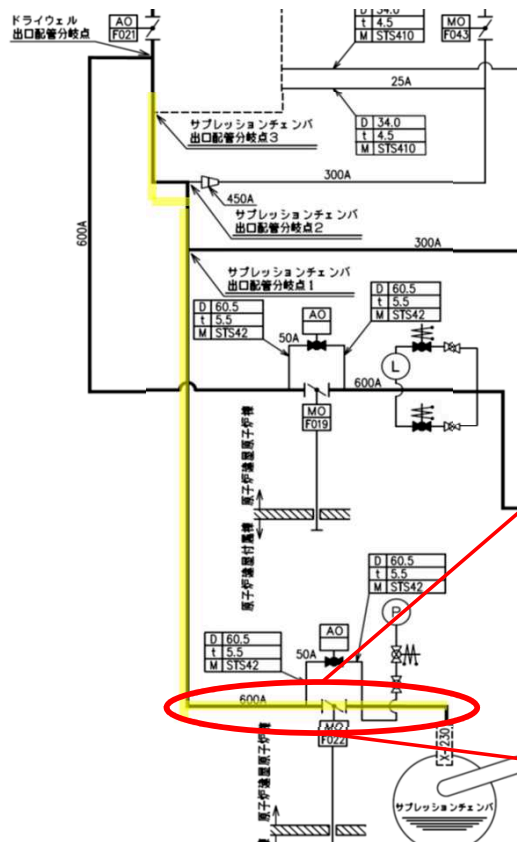 ドライウェル
出口配管分岐点
AO
F021
D 34.0
t 4.5
M STS410
MO
F043
25A
D 34.0
t 4.5
M STS410
サプレッションチェンバ
出口配管分岐点3
300A
450A
サプレッションチェンバ
出口配管分岐点2
600A
300A
サプレッションチェンバ
出口配管分岐点1
D 60.5
t 5.5
M STS42
D 60.5
t 5.5
M STS42
AO
50A
L
600A
MO
F019
原子炉建屋原子炉棟
原子炉建屋付属棟
D 60.5
t 5.5
M STS42
P
AO
D 60.5
t 5.5
M STS42
50A
600A
MO
F022
X-230
原子炉建屋原子炉棟
サプレッションチェンバ